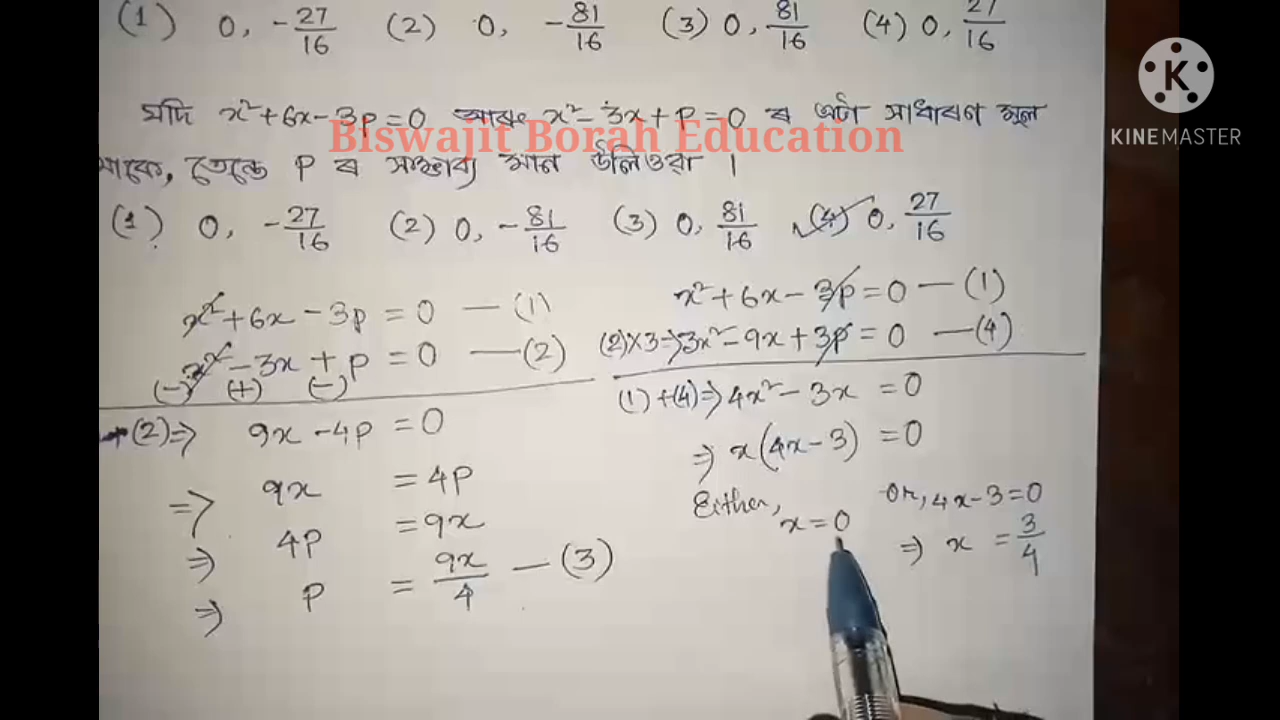 (1) 0, -27/16 (2) 0, -81/16 (3) 0, 81/16 (4) 0, 27/16
KINEMASTER
যদি x²+6x-3p=0 আৰু x²-3x+p=0 ৰ এটা সাধাৰণ মূল
Biswajit Borah Education
থাকে, তেন্তে P ৰ সম্ভাব্য মান উলিওৱা ।
(1) 0, -27/16 (2) 0, -81/16 (3) 0, 81/16 (4) 0, 27/16
x²+6x-3p=0 —(1)
x²-3x+p=0 —(2)
(-) (+) (-)
(2)⇒ 9x-4p=0
⇒ 9x=4p
⇒ 4p=9x
⇒ p=9x/4 —(3)
x²+6x-3p=0 —(1)
(2)×3⇒3x²-9x+3p=0 —(4)
(1)+(4)⇒4x²-3x=0
⇒ x(4x-3)=0
Either, x=0
Or, 4x-3=0
⇒ x=3/4